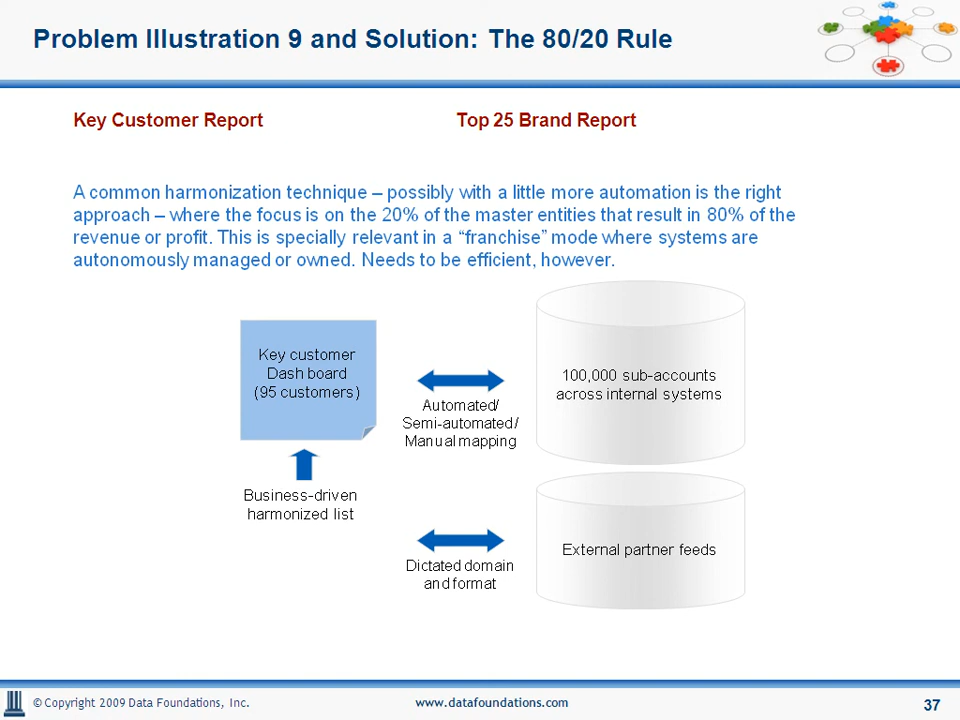 Problem Illustration 9 and Solution: The 80/20 Rule
Key Customer Report
Top 25 Brand Report
A common harmonization technique – possibly with a little more automation is the right
approach – where the focus is on the 20% of the master entities that result in 80% of the
revenue or profit. This is specially relevant in a “franchise” mode where systems are
autonomously managed or owned. Needs to be efficient, however.
Key customer
Dash board
(95 customers)
Automated/
Semi-automated/
Manual mapping
100,000 sub-accounts
across internal systems
Business-driven
harmonized list
Dictated domain
and format
External partner feeds
© Copyright 2009 Data Foundations, Inc.
www.datafoundations.com
37